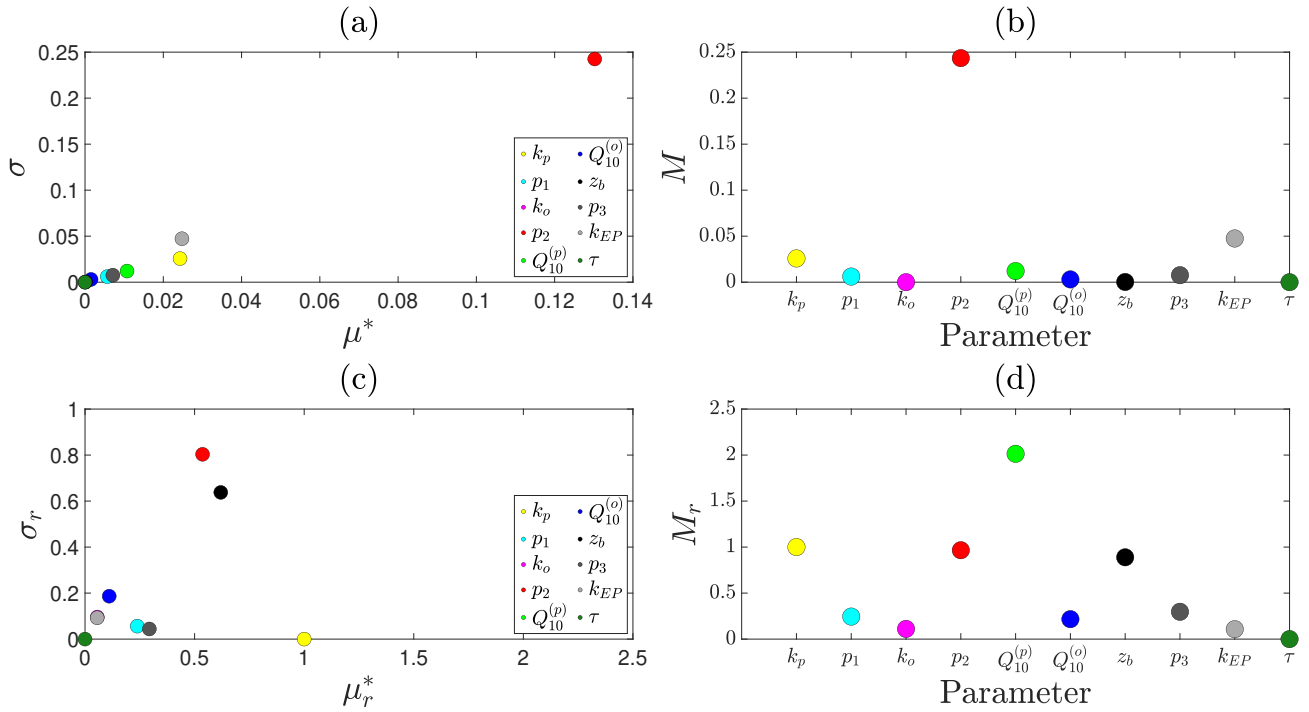 (a)
0.25
0.2
0.15
0.1
0.05
0
σ
0 0.02 0.04 0.06 0.08 0.1 0.12 0.14
μ*
k_p Q_10^(o)
p_1 z_b
k_o p_3
p_2 k_EP
Q_10^(p) τ
(b)
0.25
0.2
0.15
0.1
0.05
0
M
k_p p_1 k_o p_2 Q_10^(p) Q_10^(o) z_b p_3 k_EP τ
Parameter
(c)
1
0.8
0.6
0.4
0.2
0
σ_r
0 0.5 1 1.5 2 2.5
μ_r^*
k_p Q_10^(o)
p_1 z_b
k_o p_3
p_2 k_EP
Q_10^(p) τ
(d)
2.5
2
1.5
1
0.5
0
M_r
k_p p_1 k_o p_2 Q_10^(p) Q_10^(o) z_b p_3 k_EP τ
Parameter